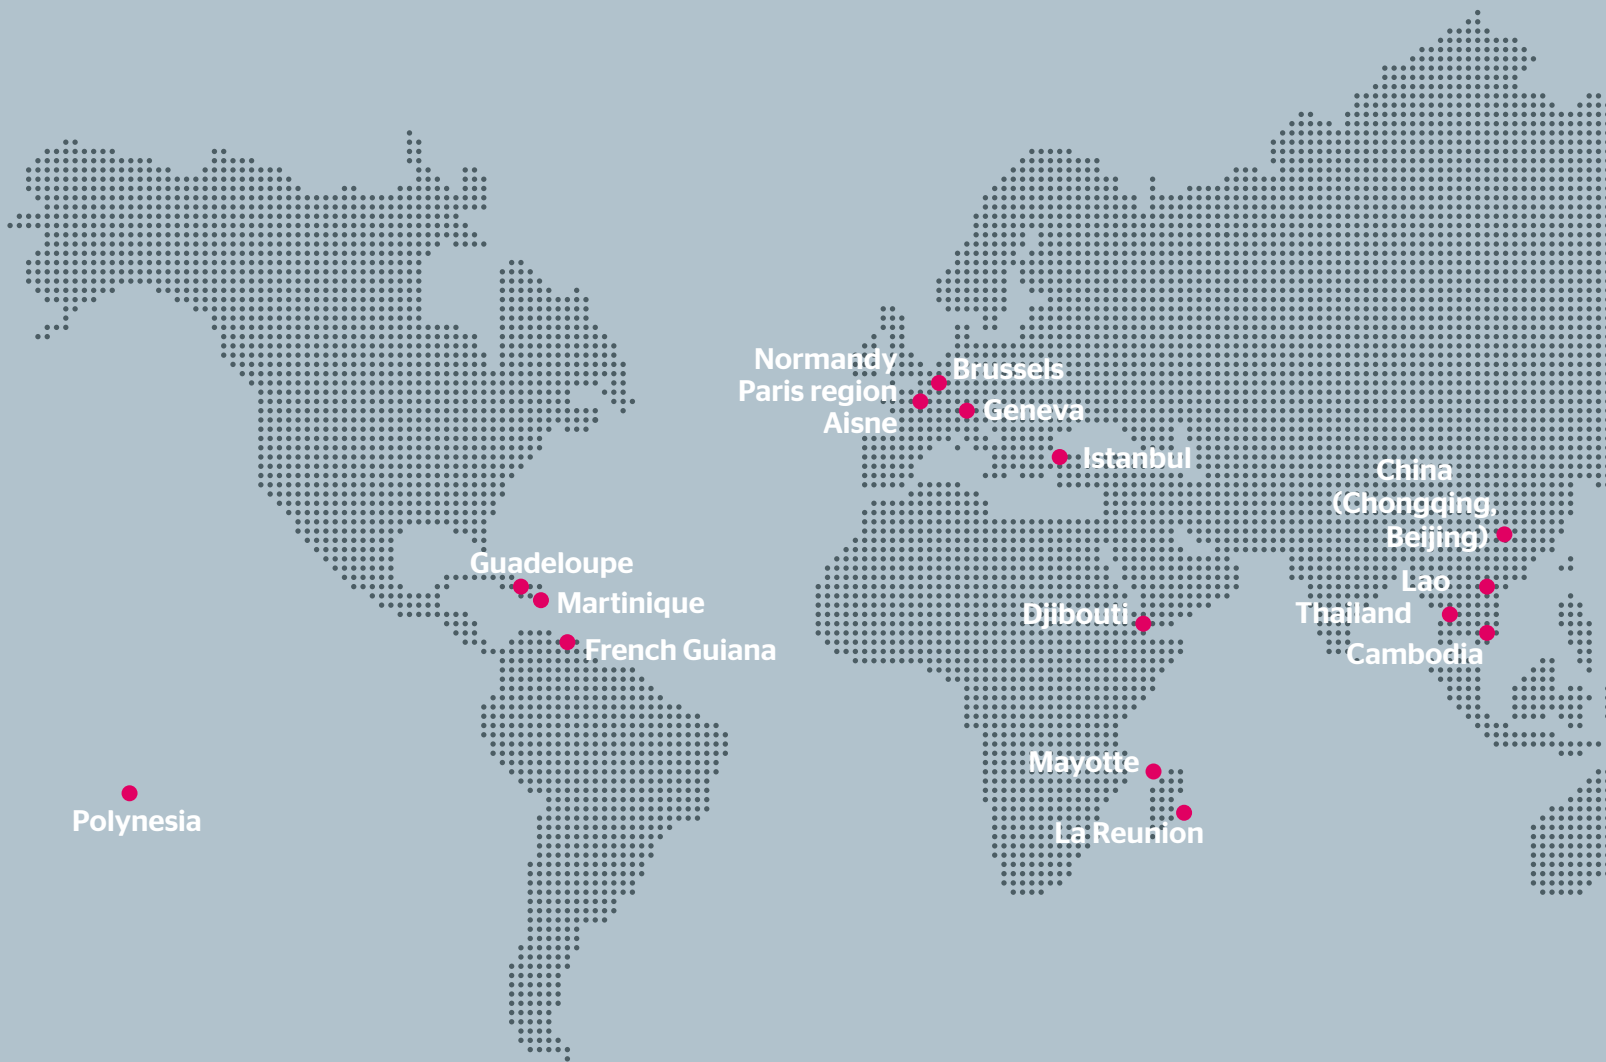 Normandy
Paris region
Aisne
Brussels
Geneva
Istanbul
China
(Chongqing,
Beijing)
Guadeloupe
Martinique
French Guiana
Lao
Thailand
Cambodia
Djibouti
Mayotte
La Reunion
Polynesia